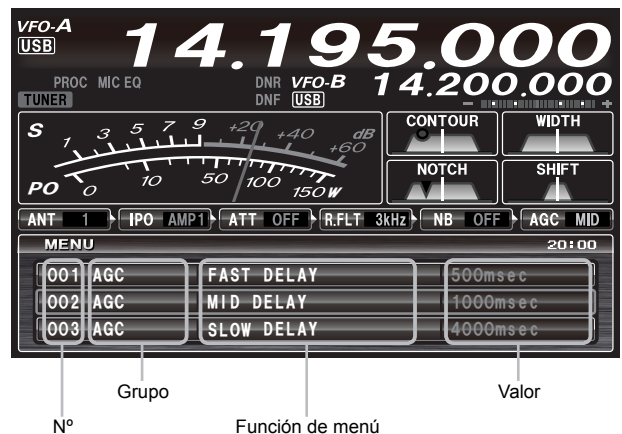 VFO-A 14.195.000
USB
PROC MIC EQ DNR VFO-B 14.200.000
TUNER DNF USB
− +
S 1 3 5 7 9 +20 +40 +60 dB
PO 0 10 50 100 150 W
CONTOUR WIDTH
NOTCH SHIFT
ANT 1 IPO AMP1 ATT OFF R.FLT 3kHz NB OFF AGC MID
MENU 20:00
001 AGC FAST DELAY 500msec
002 AGC MID DELAY 1000msec
003 AGC SLOW DELAY 4000msec
Grupo Valor
Nº Función de menú